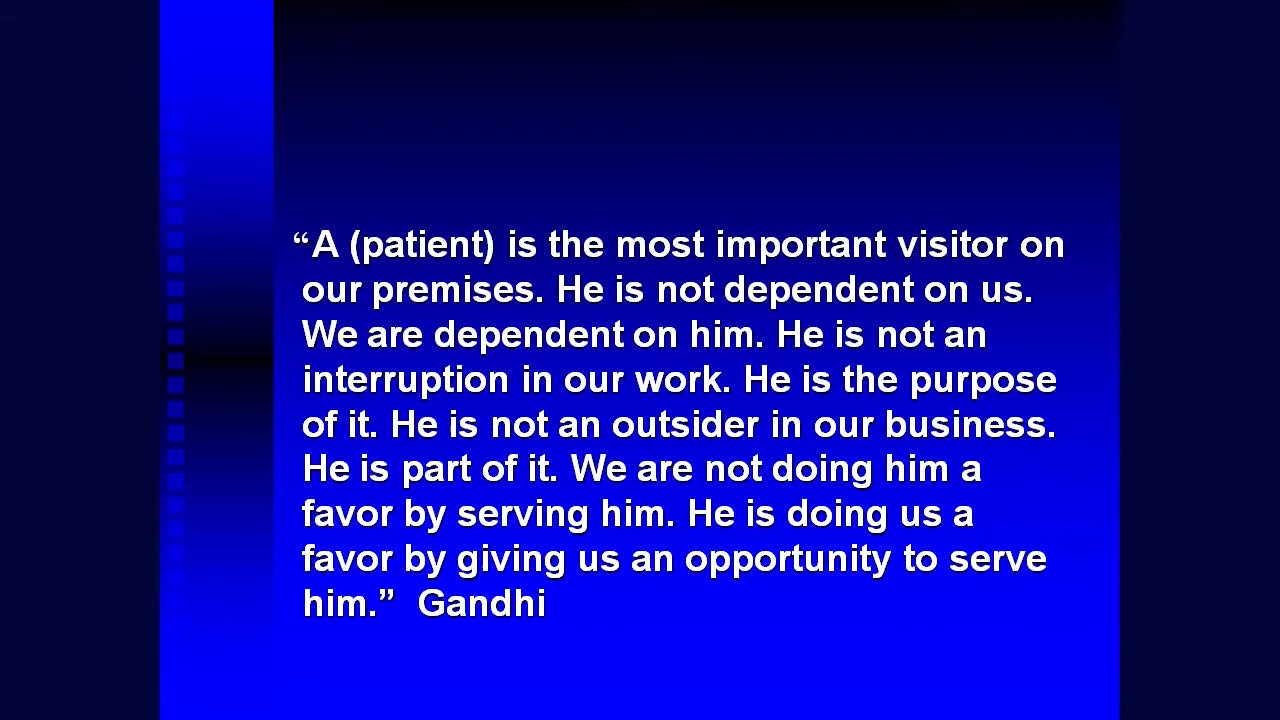 “A (patient) is the most important visitor on
our premises. He is not dependent on us.
We are dependent on him. He is not an
interruption in our work. He is the purpose
of it. He is not an outsider in our business.
He is part of it. We are not doing him a
favor by serving him. He is doing us a
favor by giving us an opportunity to serve
him.”  Gandhi